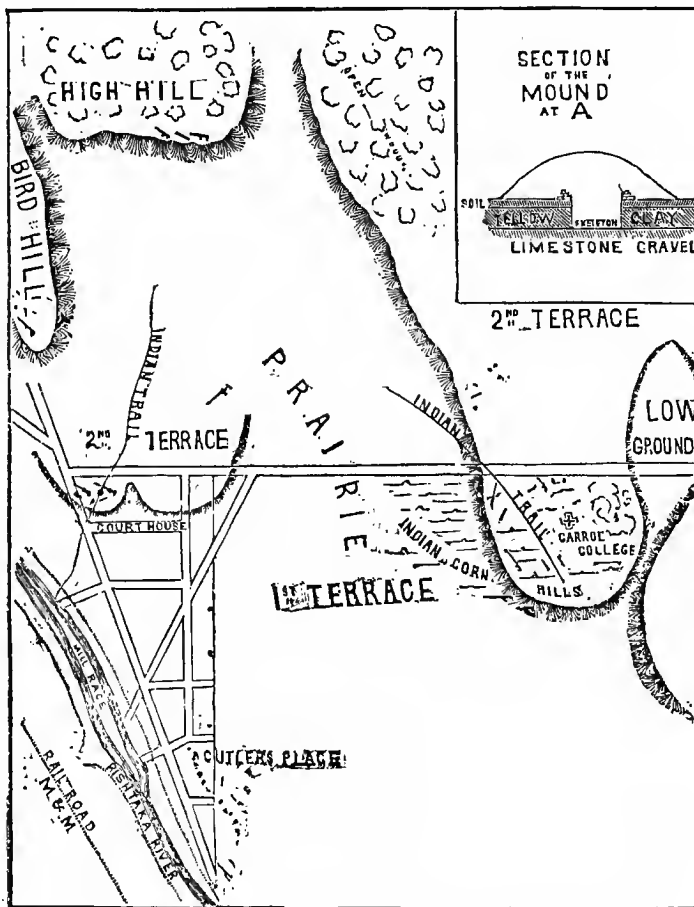 HIGH HILL
OPEN
BIRD HILL
SECTION
OF THE
MOUND
AT A
SOIL
YELLOW SKELETON CLAY
LIMESTONE GRAVEL
2ND TERRACE
INDIAN TRAIL
PRAIRIE
2ND TERRACE
COURT HOUSE
INDIAN TRAIL
LOW
GROUND
CARROL
COLLEGE
INDIAN CORN HILLS
1ST TERRACE
MILL RACE
A CUTLERS PLACE
PISHTAKA RIVER
RAILROAD
M. & M.